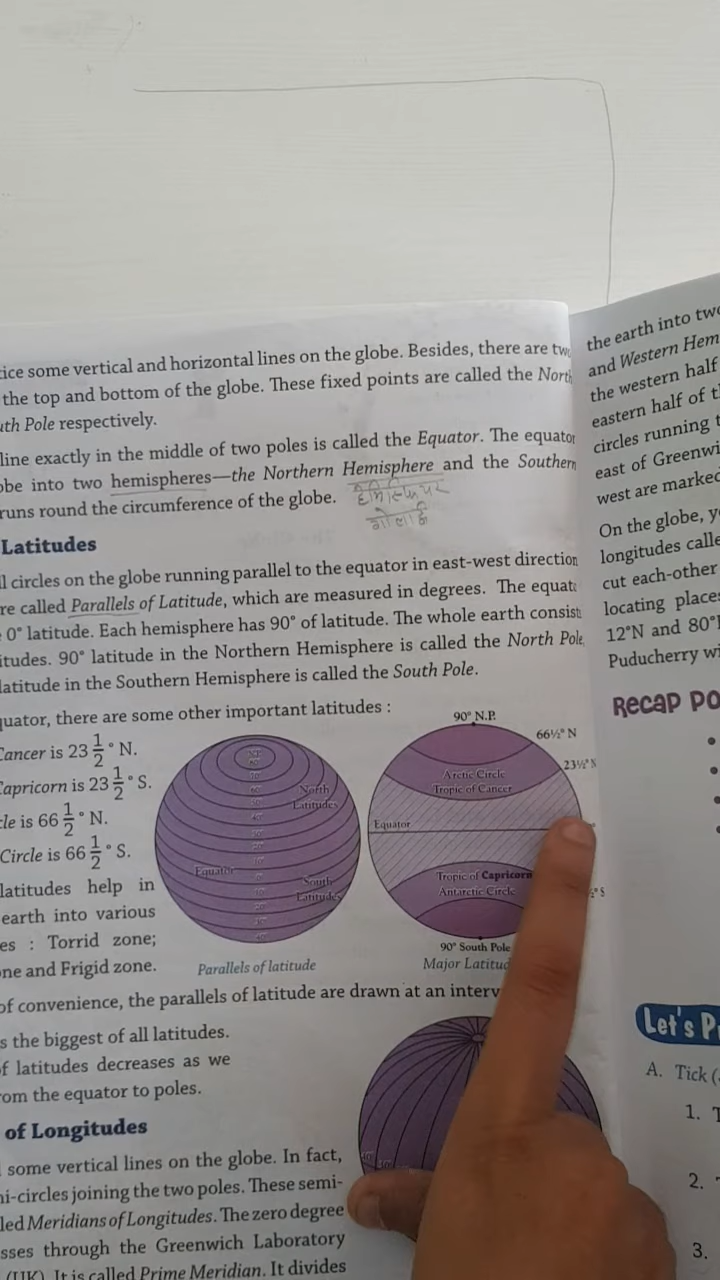 tice some vertical and horizontal lines on the globe. Besides, there are tw
the top and bottom of the globe. These fixed points are called the North
uth Pole respectively.
line exactly in the middle of two poles is called the Equator. The equator
obe into two hemispheres—the Northern Hemisphere and the Southern
runs round the circumference of the globe.
हेमिस्फियर
Latitudes
ll circles on the globe running parallel to the equator in east-west direction
re called Parallels of Latitude, which are measured in degrees. The equat
0° latitude. Each hemisphere has 90° of latitude. The whole earth consist
itudes. 90° latitude in the Northern Hemisphere is called the North Pole
latitude in the Southern Hemisphere is called the South Pole.
quator, there are some other important latitudes :
Cancer is 23 1/2° N.
Capricorn is 23 1/2° S.
cle is 66 1/2° N.
Circle is 66 1/2° S.
latitudes help in
earth into various
es : Torrid zone;
ne and Frigid zone.
North
Latitudes
Equator
South
Latitudes
Parallels of latitude
90° N.P.
66½° N
23½° N
Arctic Circle
Tropic of Cancer
Equator
Tropic of Capricorn
Antarctic Circle
½° S
90° South Pole
Major Latitud
of convenience, the parallels of latitude are drawn at an interv
s the biggest of all latitudes.
f latitudes decreases as we
rom the equator to poles.
of Longitudes
some vertical lines on the globe. In fact,
ni-circles joining the two poles. These semi-
led Meridians of Longitudes. The zero degree
sses through the Greenwich Laboratory
(UK). It is called Prime Meridian. It divides
the earth into two
and Western Hem
the western half
eastern half of t
circles running t
east of Greenwi
west are marked
On the globe, y
longitudes calle
cut each-other
locating places
12°N and 80°
Puducherry wi
Recap Po
Let's P
A. Tick (
1. T
2.
3.